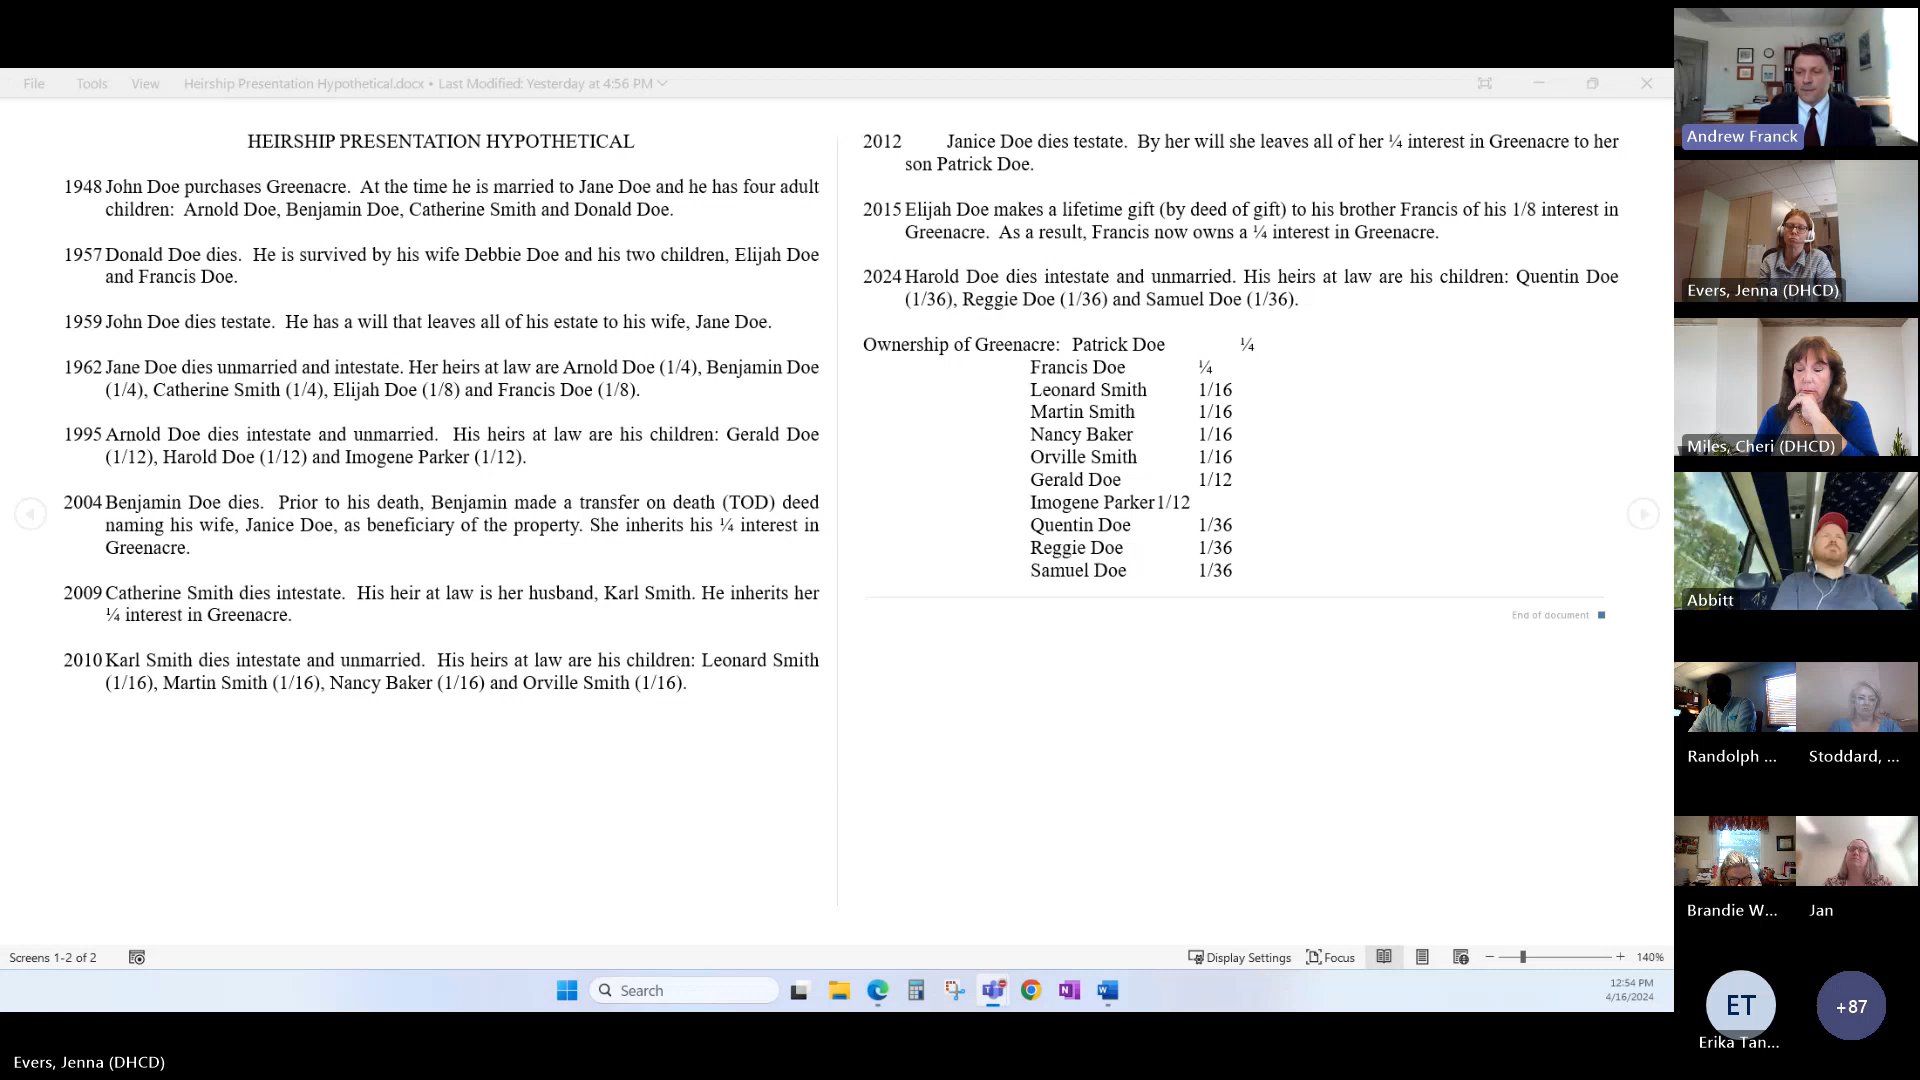 File Tools View Heirship Presentation Hypothetical.docx • Last Modified: Yesterday at 4:56 PM
HEIRSHIP PRESENTATION HYPOTHETICAL
1948 John Doe purchases Greenacre. At the time he is married to Jane Doe and he has four adult
children: Arnold Doe, Benjamin Doe, Catherine Smith and Donald Doe.
1957 Donald Doe dies. He is survived by his wife Debbie Doe and his two children, Elijah Doe
and Francis Doe.
1959 John Doe dies testate. He has a will that leaves all of his estate to his wife, Jane Doe.
1962 Jane Doe dies unmarried and intestate. Her heirs at law are Arnold Doe (1/4), Benjamin Doe
(1/4), Catherine Smith (1/4), Elijah Doe (1/8) and Francis Doe (1/8).
1995 Arnold Doe dies intestate and unmarried. His heirs at law are his children: Gerald Doe
(1/12), Harold Doe (1/12) and Imogene Parker (1/12).
2004 Benjamin Doe dies. Prior to his death, Benjamin made a transfer on death (TOD) deed
naming his wife, Janice Doe, as beneficiary of the property. She inherits his ¼ interest in
Greenacre.
2009 Catherine Smith dies intestate. His heir at law is her husband, Karl Smith. He inherits her
¼ interest in Greenacre.
2010 Karl Smith dies intestate and unmarried. His heirs at law are his children: Leonard Smith
(1/16), Martin Smith (1/16), Nancy Baker (1/16) and Orville Smith (1/16).
2012 Janice Doe dies testate. By her will she leaves all of her ¼ interest in Greenacre to her
son Patrick Doe.
2015 Elijah Doe makes a lifetime gift (by deed of gift) to his brother Francis of his 1/8 interest in
Greenacre. As a result, Francis now owns a ¼ interest in Greenacre.
2024 Harold Doe dies intestate and unmarried. His heirs at law are his children: Quentin Doe
(1/36), Reggie Doe (1/36) and Samuel Doe (1/36).
Ownership of Greenacre: Patrick Doe ¼
Francis Doe ¼
Leonard Smith 1/16
Martin Smith 1/16
Nancy Baker 1/16
Orville Smith 1/16
Gerald Doe 1/12
Imogene Parker 1/12
Quentin Doe 1/36
Reggie Doe 1/36
Samuel Doe 1/36
End of document
Screens 1-2 of 2
Display Settings Focus 140%
Search
12:54 PM
4/16/2024
Andrew Franck
Evers, Jenna (DHCD)
Miles, Cheri (DHCD)
Abbitt
Randolph ... Stoddard, ...
Brandie W... Jan
ET +87
Erika Tan...
Evers, Jenna (DHCD)